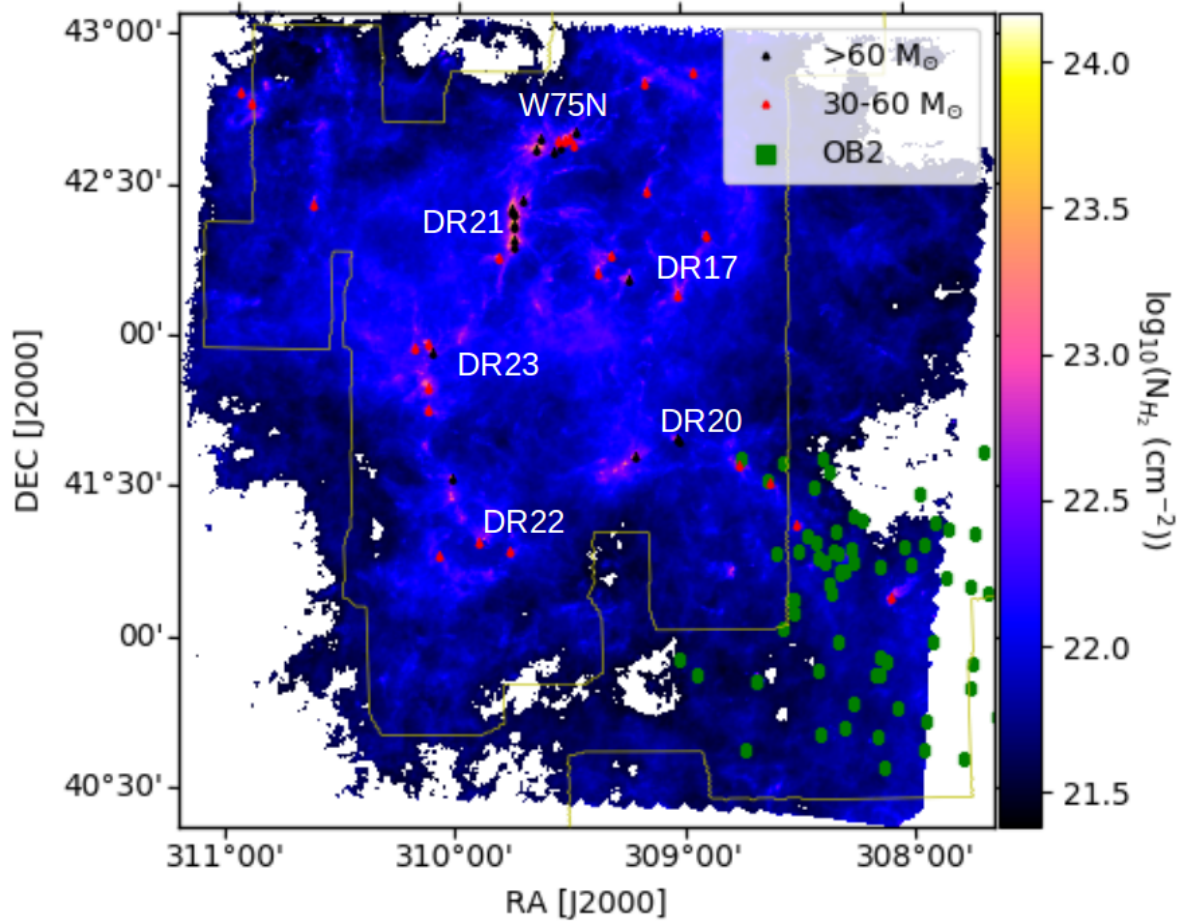 43°00'
42°30'
00'
41°30'
00'
40°30'
DEC [J2000]
>60 M⊙
30-60 M⊙
OB2
W75N
DR21
DR17
DR23
DR20
DR22
311°00'
310°00'
309°00'
308°00'
RA [J2000]
24.0
23.5
23.0
22.5
22.0
21.5
log₁₀(N_H₂ (cm⁻²))